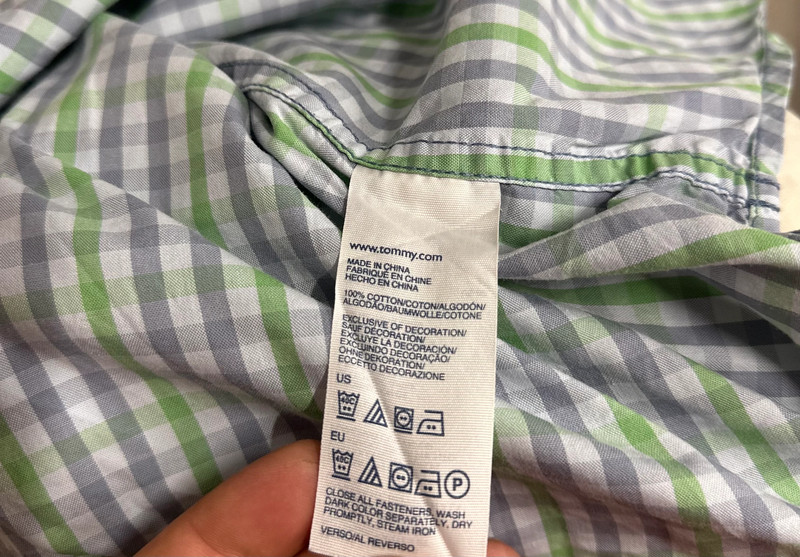 www.tommy.com
MADE IN CHINA
FABRIQUÉ EN CHINE
HECHO EN CHINA
100% COTTON/COTON/ALGODÓN/
ALGODÃO/BAUMWOLLE/COTONE
EXCLUSIVE OF DECORATION/
SAUF DÉCORATION/
EXCLUYE LA DECORACIÓN/
EXCLUINDO DECORAÇÃO/
OHNE DEKORATION/
ECCETTO DECORAZIONE
US
EU
40C
P
CLOSE ALL FASTENERS, WASH
DARK COLOR SEPARATELY, DRY
PROMPTLY, STEAM IRON
VERSO/AL REVERSO